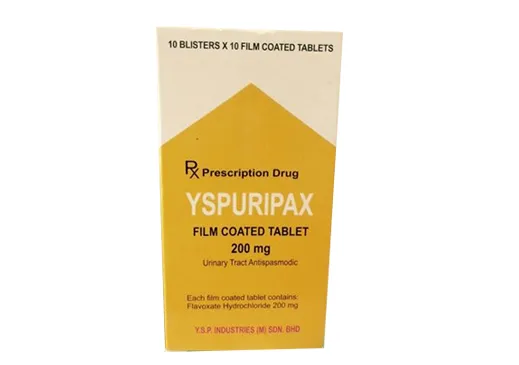 10 BLISTERS X 10 FILM COATED TABLETS
Rx Prescription Drug
YSPURIPAX
FILM COATED TABLET
200 mg
Urinary Tract Antispasmodic
Each film coated tablet contains:
Flavoxate Hydrochloride 200 mg
Y.S.P. INDUSTRIES (M) SDN. BHD